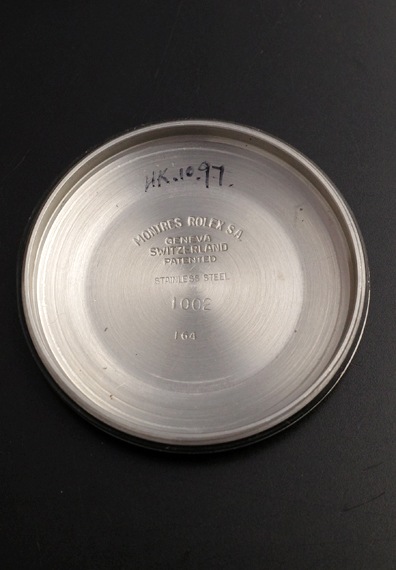 HK.10.97.
MONTRES ROLEX S.A.
GENEVA
SWITZERLAND
PATENTED
STAINLESS STEEL
1002
I 64